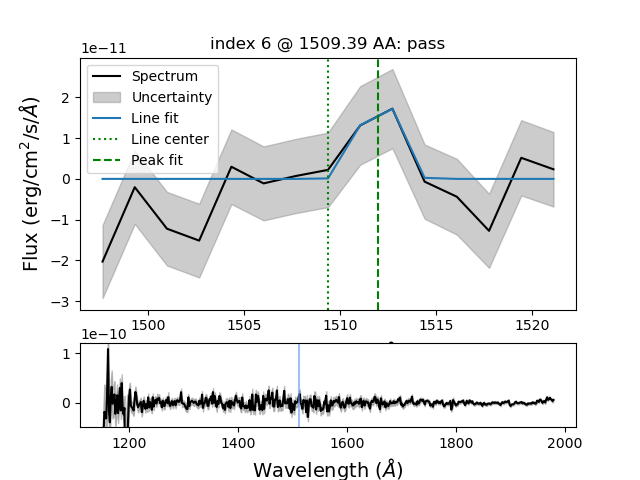 index 6 @ 1509.39 AA: pass
1e−11
Spectrum
Uncertainty
Line fit
Line center
Peak fit
Flux (erg/cm²/s/Å)
2
1
0
−1
−2
−3
1500 1505 1510 1515 1520
1e−10
1
0
1200 1400 1600 1800 2000
Wavelength (Å)